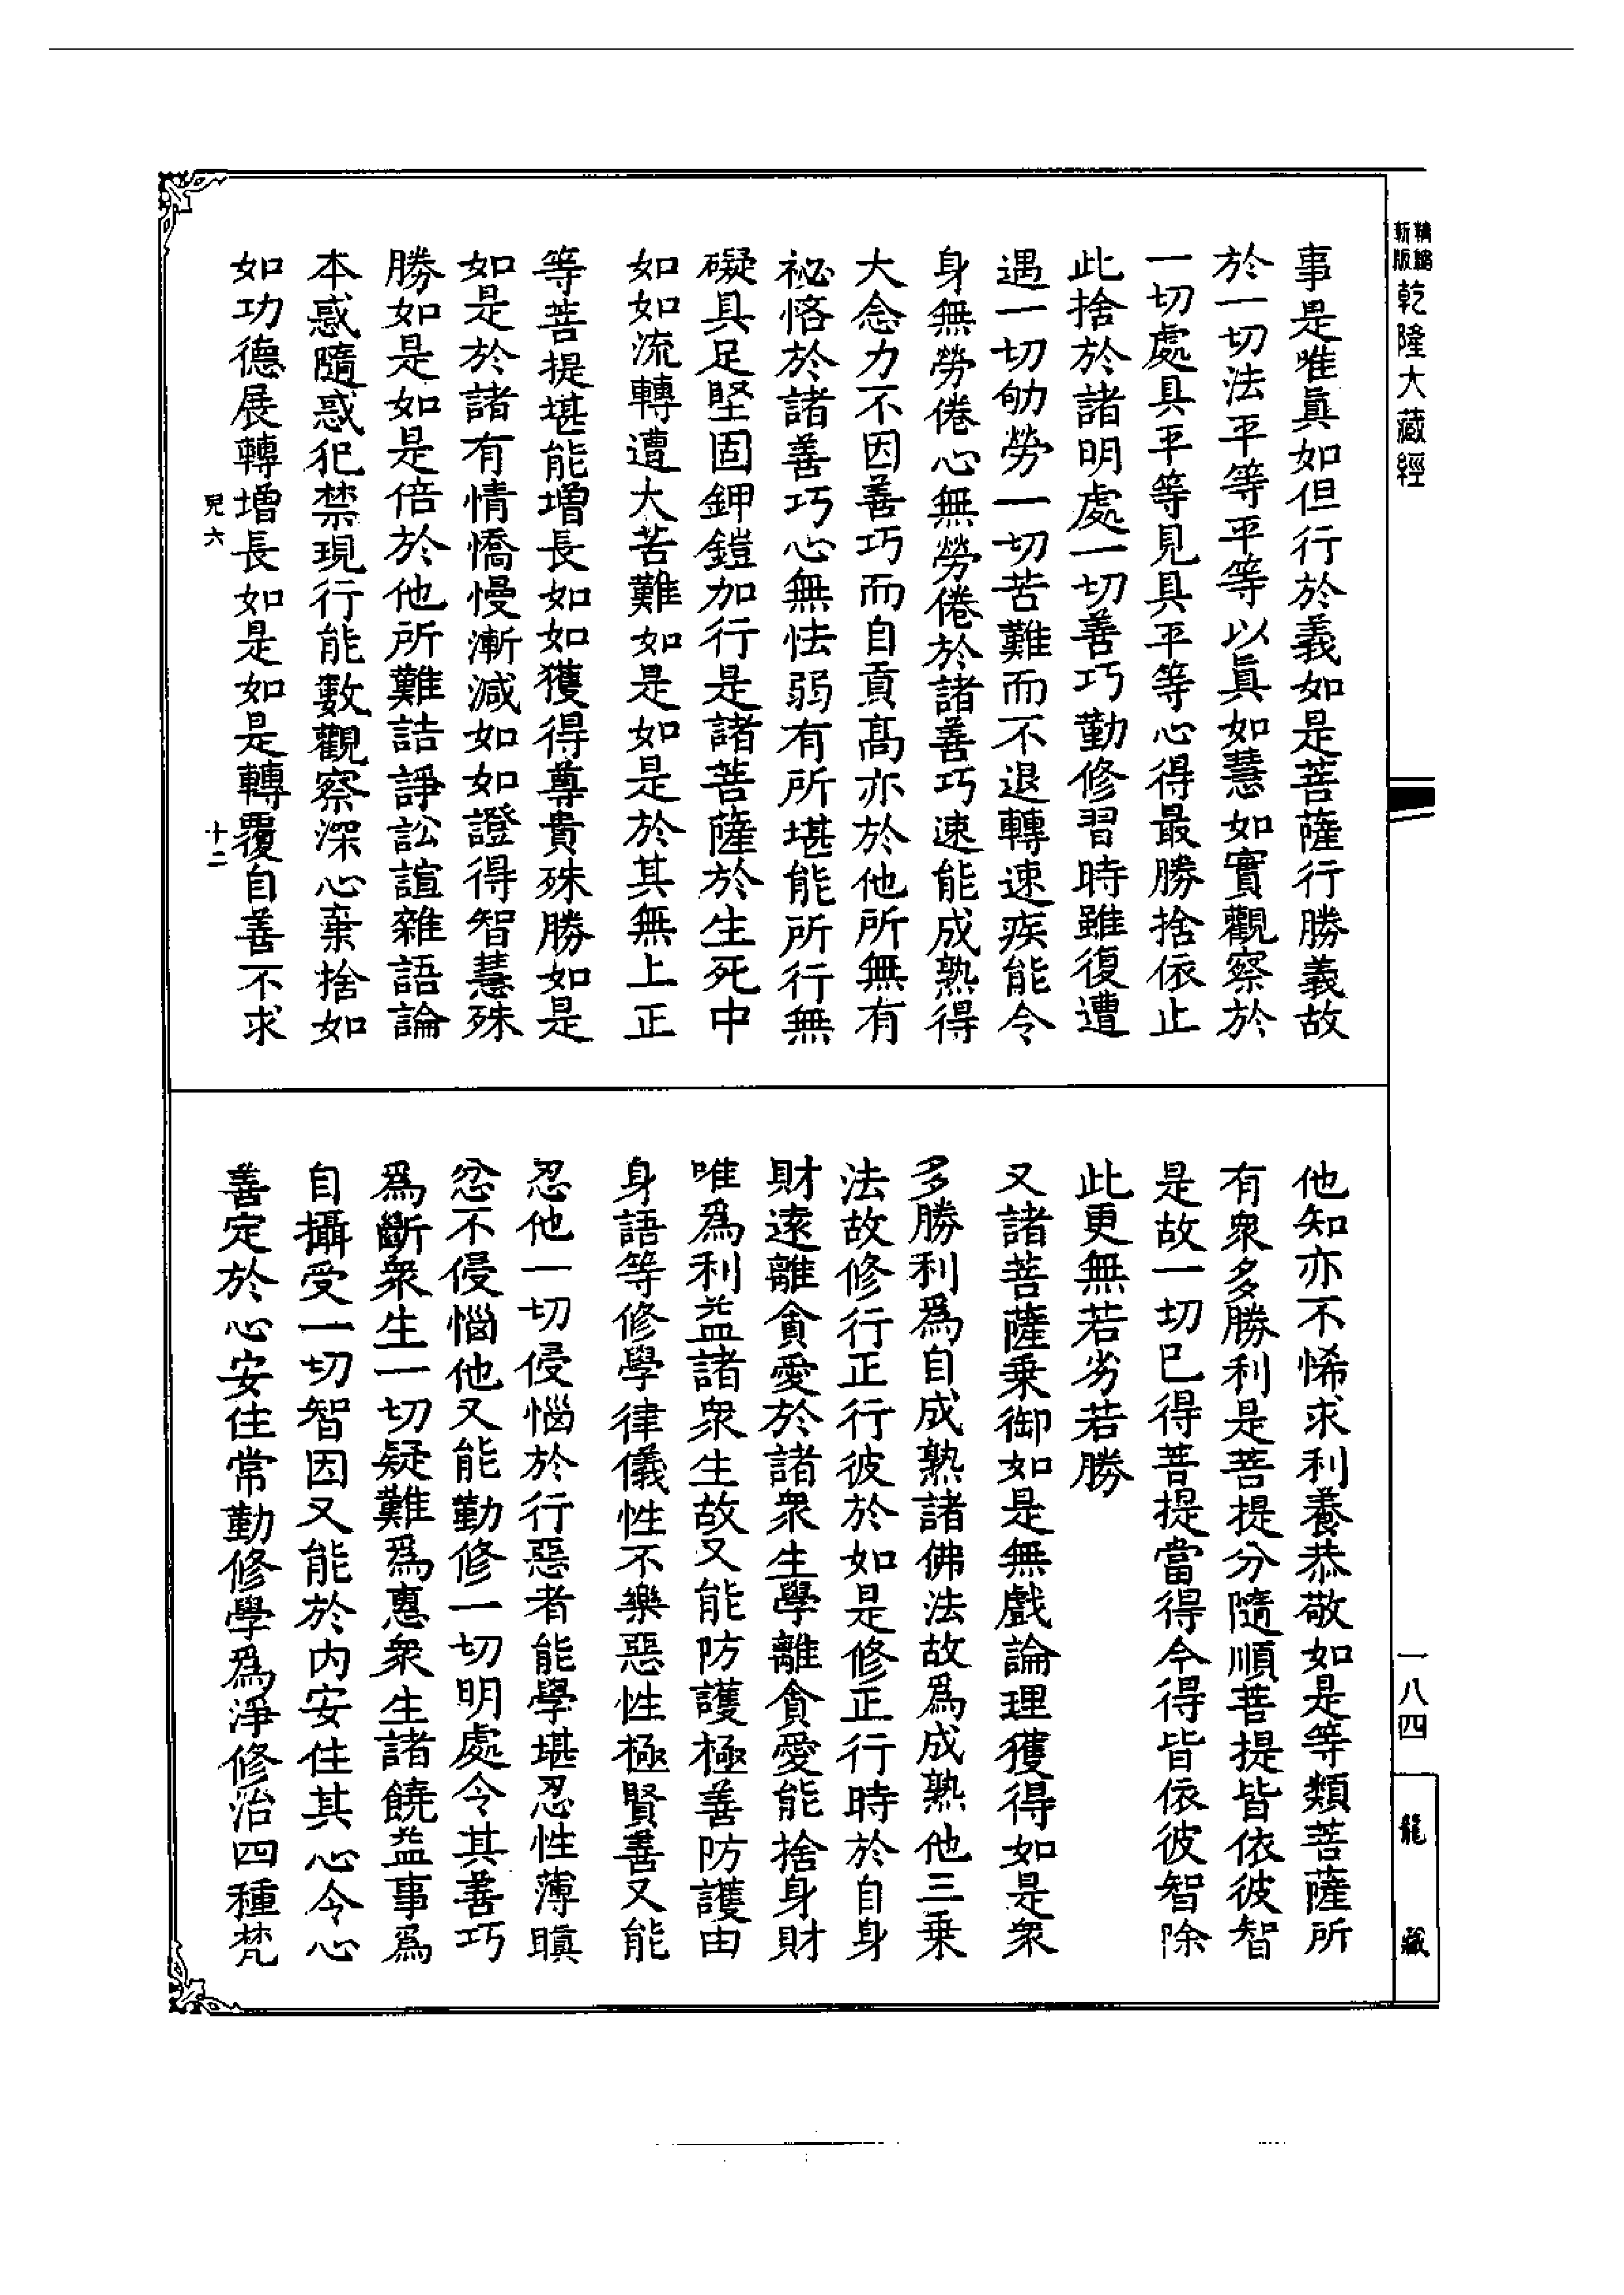 精編
新版
乾隆大藏經
事是唯眞如但行於義如是菩薩行勝義故
於一切法平等平等以眞如慧如實觀察於
一切處具平等見具平等心得最勝捨依止
此捨於諸明處一切善巧勤修習時雖復遭
遇一切劬勞一切苦難而不退轉速疾能令
身無勞倦心無勞倦於諸善巧速能成熟得
大念力不因善巧而自貢高亦於他所無有
祕悋於諸善巧心無怯弱有所堪能所行無
礙具足堅固鉀鎧加行是諸菩薩於生死中
如如流轉遭大苦難如是如是於其無上正
等菩提堪能增長如如獲得尊貴殊勝如是
如是於諸有情憍慢漸減如如證得智慧殊
勝如是如是倍於他所難詰諍訟諠雜語論
本惑隨惑犯禁現行能數觀察深心棄捨如
如功德展轉增長如是如是轉覆自善不求
兒六
十二
他知亦不悕求利養恭敬如是等類菩薩所
有衆多勝利是菩提分隨順菩提皆依彼智
是故一切已得菩提當得今得皆依彼智除
此更無若劣若勝
又諸菩薩乗御如是無戲論理獲得如是衆
多勝利爲自成熟諸佛法故爲成熟他三乗
法故修行正行彼於如是修正行時於自身
財遠離貪愛於諸衆生學離貪愛能捨身財
唯爲利益諸衆生故又能防護極善防護由
身語等修學律儀性不樂惡性極賢善又能
忍他一切侵惱於行惡者能學堪忍性薄瞋
忿不侵惱他又能勤修一切明處令其善巧
爲斷衆生一切疑難爲惠衆生諸饒益事爲
自攝受一切智因又能於内安住其心令心
善定於心安住常勤修學爲淨修治四種梵
一八四
龍藏